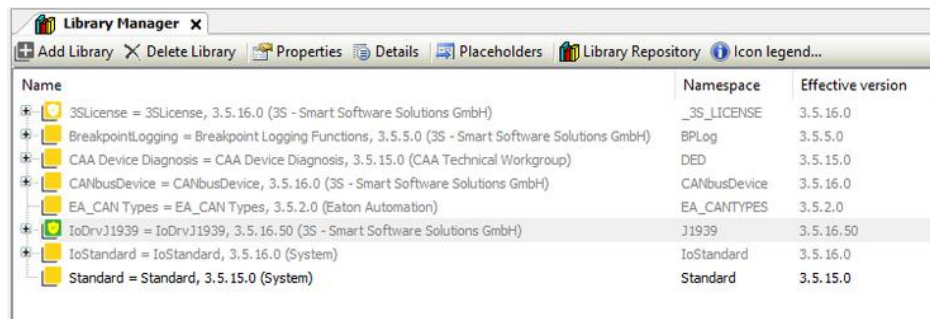 Library Manager x
Add Library Delete Library Properties Details Placeholders Library Repository Icon legend...
Name Namespace Effective version
3SLicense = 3SLicense, 3.5.16.0 (3S - Smart Software Solutions GmbH) _3S_LICENSE 3.5.16.0
BreakpointLogging = Breakpoint Logging Functions, 3.5.5.0 (3S - Smart Software Solutions GmbH) BPLog 3.5.5.0
CAA Device Diagnosis = CAA Device Diagnosis, 3.5.15.0 (CAA Technical Workgroup) DED 3.5.15.0
CANbusDevice = CANbusDevice, 3.5.16.0 (3S - Smart Software Solutions GmbH) CANbusDevice 3.5.16.0
EA_CAN Types = EA_CAN Types, 3.5.2.0 (Eaton Automation) EA_CANTYPES 3.5.2.0
IoDrvJ1939 = IoDrvJ1939, 3.5.16.50 (3S - Smart Software Solutions GmbH) J1939 3.5.16.50
IoStandard = IoStandard, 3.5.16.0 (System) IoStandard 3.5.16.0
Standard = Standard, 3.5.15.0 (System) Standard 3.5.15.0